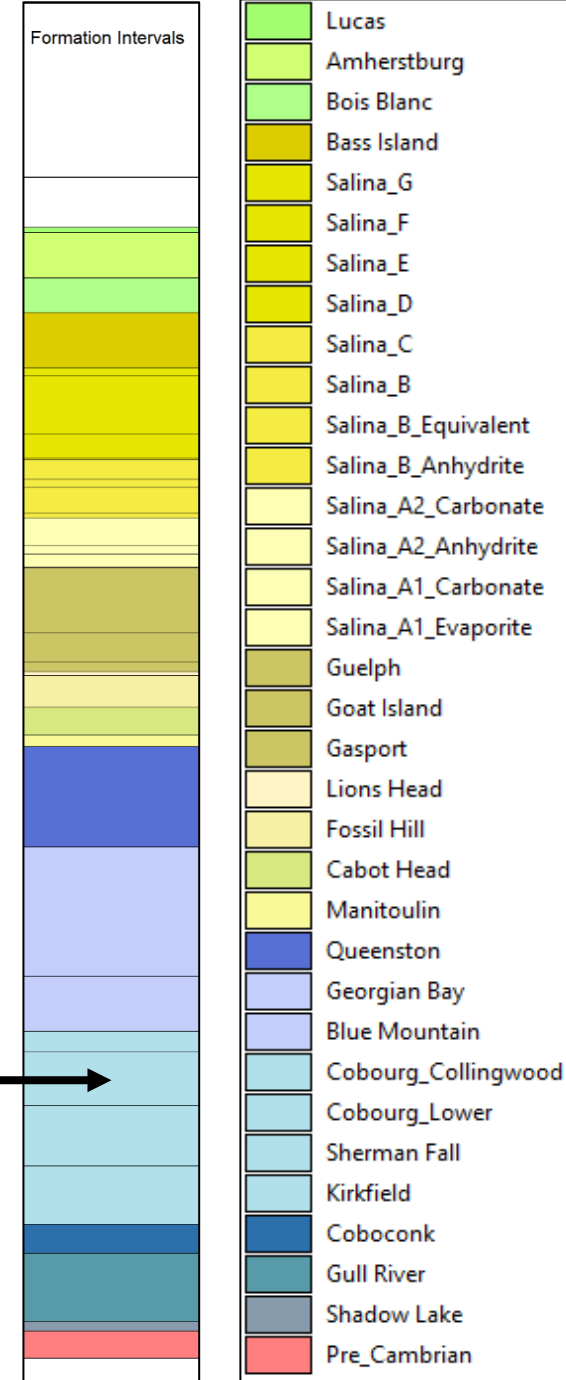 Formation Intervals
Lucas
Amherstburg
Bois Blanc
Bass Island
Salina_G
Salina_F
Salina_E
Salina_D
Salina_C
Salina_B
Salina_B_Equivalent
Salina_B_Anhydrite
Salina_A2_Carbonate
Salina_A2_Anhydrite
Salina_A1_Carbonate
Salina_A1_Evaporite
Guelph
Goat Island
Gasport
Lions Head
Fossil Hill
Cabot Head
Manitoulin
Queenston
Georgian Bay
Blue Mountain
Cobourg_Collingwood
Cobourg_Lower
Sherman Fall
Kirkfield
Coboconk
Gull River
Shadow Lake
Pre_Cambrian